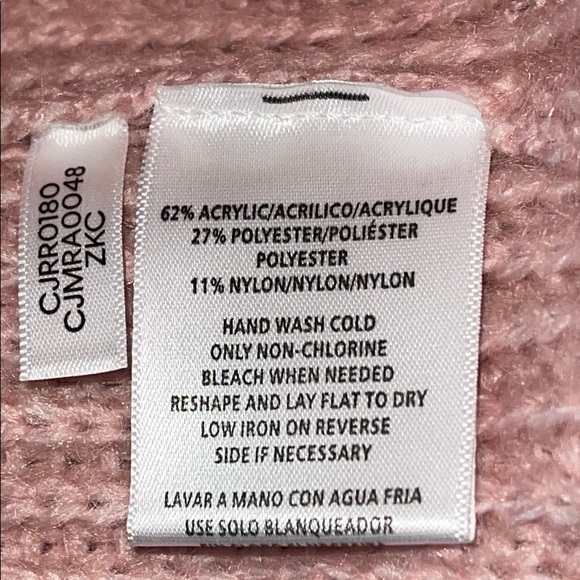 CJRR0180
CJMRA0048
ZKC
62% ACRYLIC/ACRILICO/ACRYLIQUE
27% POLYESTER/POLIÉSTER
POLYESTER
11% NYLON/NYLON/NYLON
HAND WASH COLD
ONLY NON-CHLORINE
BLEACH WHEN NEEDED
RESHAPE AND LAY FLAT TO DRY
LOW IRON ON REVERSE
SIDE IF NECESSARY
LAVAR A MANO CON AGUA FRIA
USE SOLO BLANQUEADOR